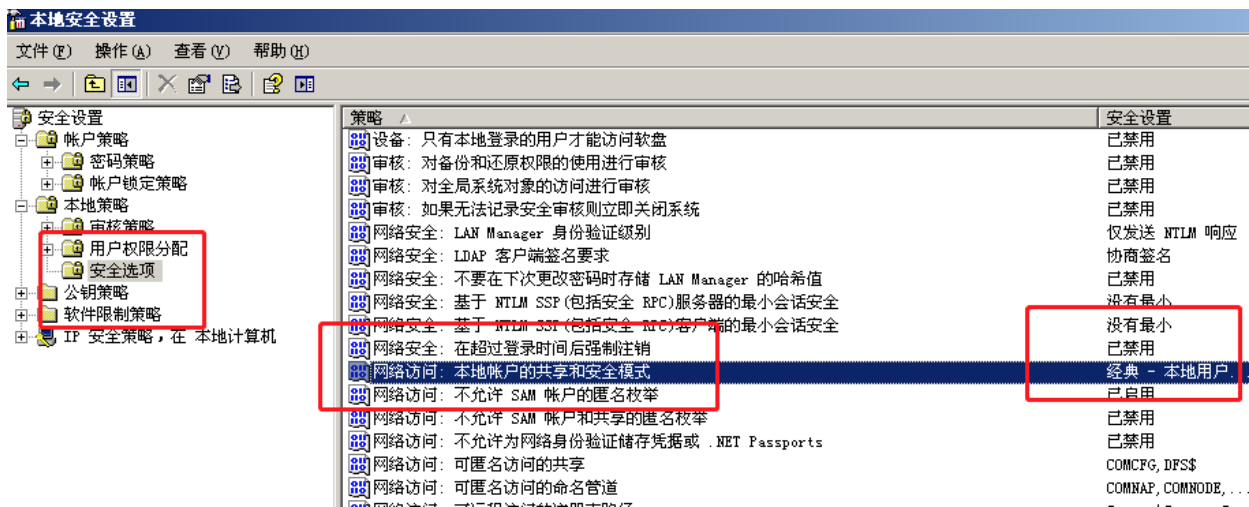 本地安全设置
文件(F) 操作(A) 查看(V) 帮助(H)
安全设置
帐户策略
密码策略
帐户锁定策略
本地策略
审核策略
用户权限分配
安全选项
公钥策略
软件限制策略
IP 安全策略，在 本地计算机
策略 安全设置
设备: 只有本地登录的用户才能访问软盘 已禁用
审核: 对备份和还原权限的使用进行审核 已禁用
审核: 对全局系统对象的访问进行审核 已禁用
审核: 如果无法记录安全审核则立即关闭系统 已禁用
网络安全: LAN Manager 身份验证级别 仅发送 NTLM 响应
网络安全: LDAP 客户端签名要求 协商签名
网络安全: 不要在下次更改密码时存储 LAN Manager 的哈希值 已禁用
网络安全: 基于 NTLM SSP(包括安全 RPC)服务器的最小会话安全 没有最小
网络安全: 基于 NTLM SSP(包括安全 RPC)客户端的最小会话安全 没有最小
网络安全: 在超过登录时间后强制注销 已禁用
网络访问: 本地帐户的共享和安全模式 经典 - 本地用户...
网络访问: 不允许 SAM 帐户的匿名枚举 已启用
网络访问: 不允许 SAM 帐户和共享的匿名枚举 已禁用
网络访问: 不允许为网络身份验证储存凭据或 .NET Passports 已禁用
网络访问: 可匿名访问的共享 COMCFG,DFS$
网络访问: 可匿名访问的命名管道 COMNAP,COMNODE,...